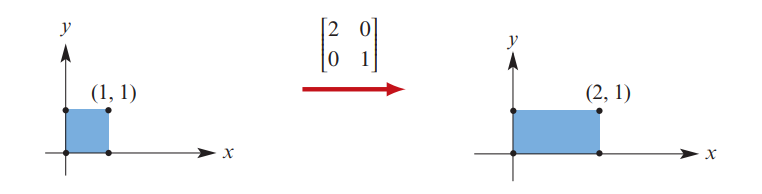 y
(1, 1)
x
[2 0]
[0 1]
y
(2, 1)
x